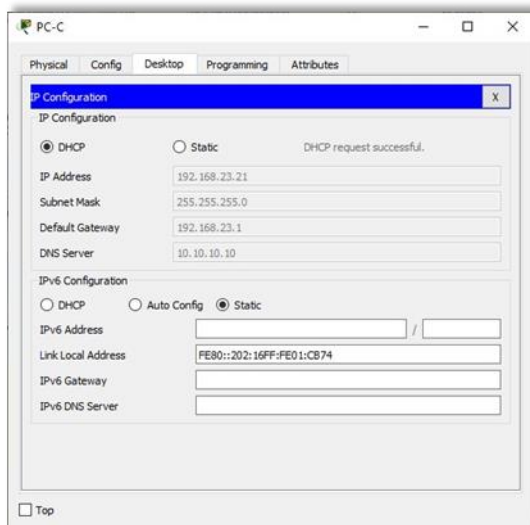 PC-C
Physical Config Desktop Programming Attributes
IP Configuration X
IP Configuration
DHCP Static DHCP request successful.
IP Address 192.168.23.21
Subnet Mask 255.255.255.0
Default Gateway 192.168.23.1
DNS Server 10.10.10.10
IPv6 Configuration
DHCP Auto Config Static
IPv6 Address /
Link Local Address FE80::202:16FF:FE01:CB74
IPv6 Gateway
IPv6 DNS Server
Top